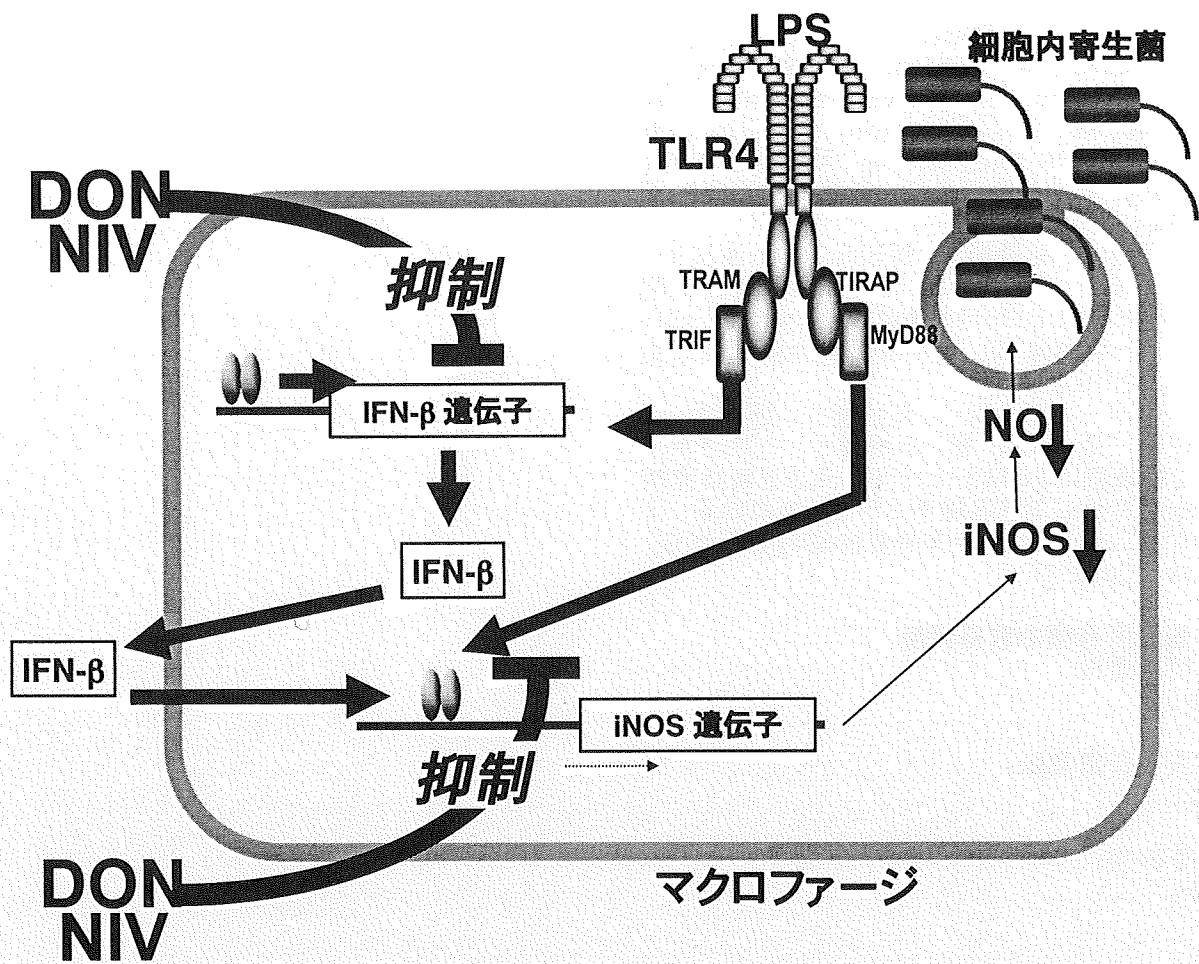 LPS
細胞内寄生菌
TLR4
DON
NIV
抑制
TRAM
TIRAP
TRIF
MyD88
IFN-β 遺伝子
NO
iNOS
IFN-β
IFN-β
iNOS 遺伝子
抑制
DON
NIV
マクロファージ